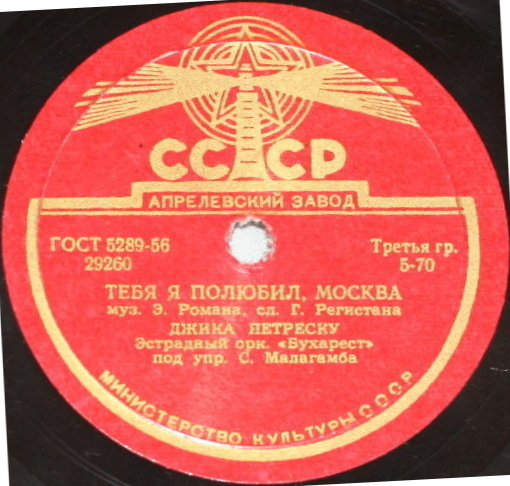 СССР
АПРЕЛЕВСКИЙ ЗАВОД
ГОСТ 5289-56
29260
Третья гр.
5-70
ТЕБЯ Я ПОЛЮБИЛ, МОСКВА
муз. Э. Романа, сл. Г. Регистана
ДЖИКА ПЕТРЕСКУ
Эстрадный орк. «Бухарест»
под упр. С. Малагамба
МИНИСТЕРСТВО КУЛЬТУРЫ СССР